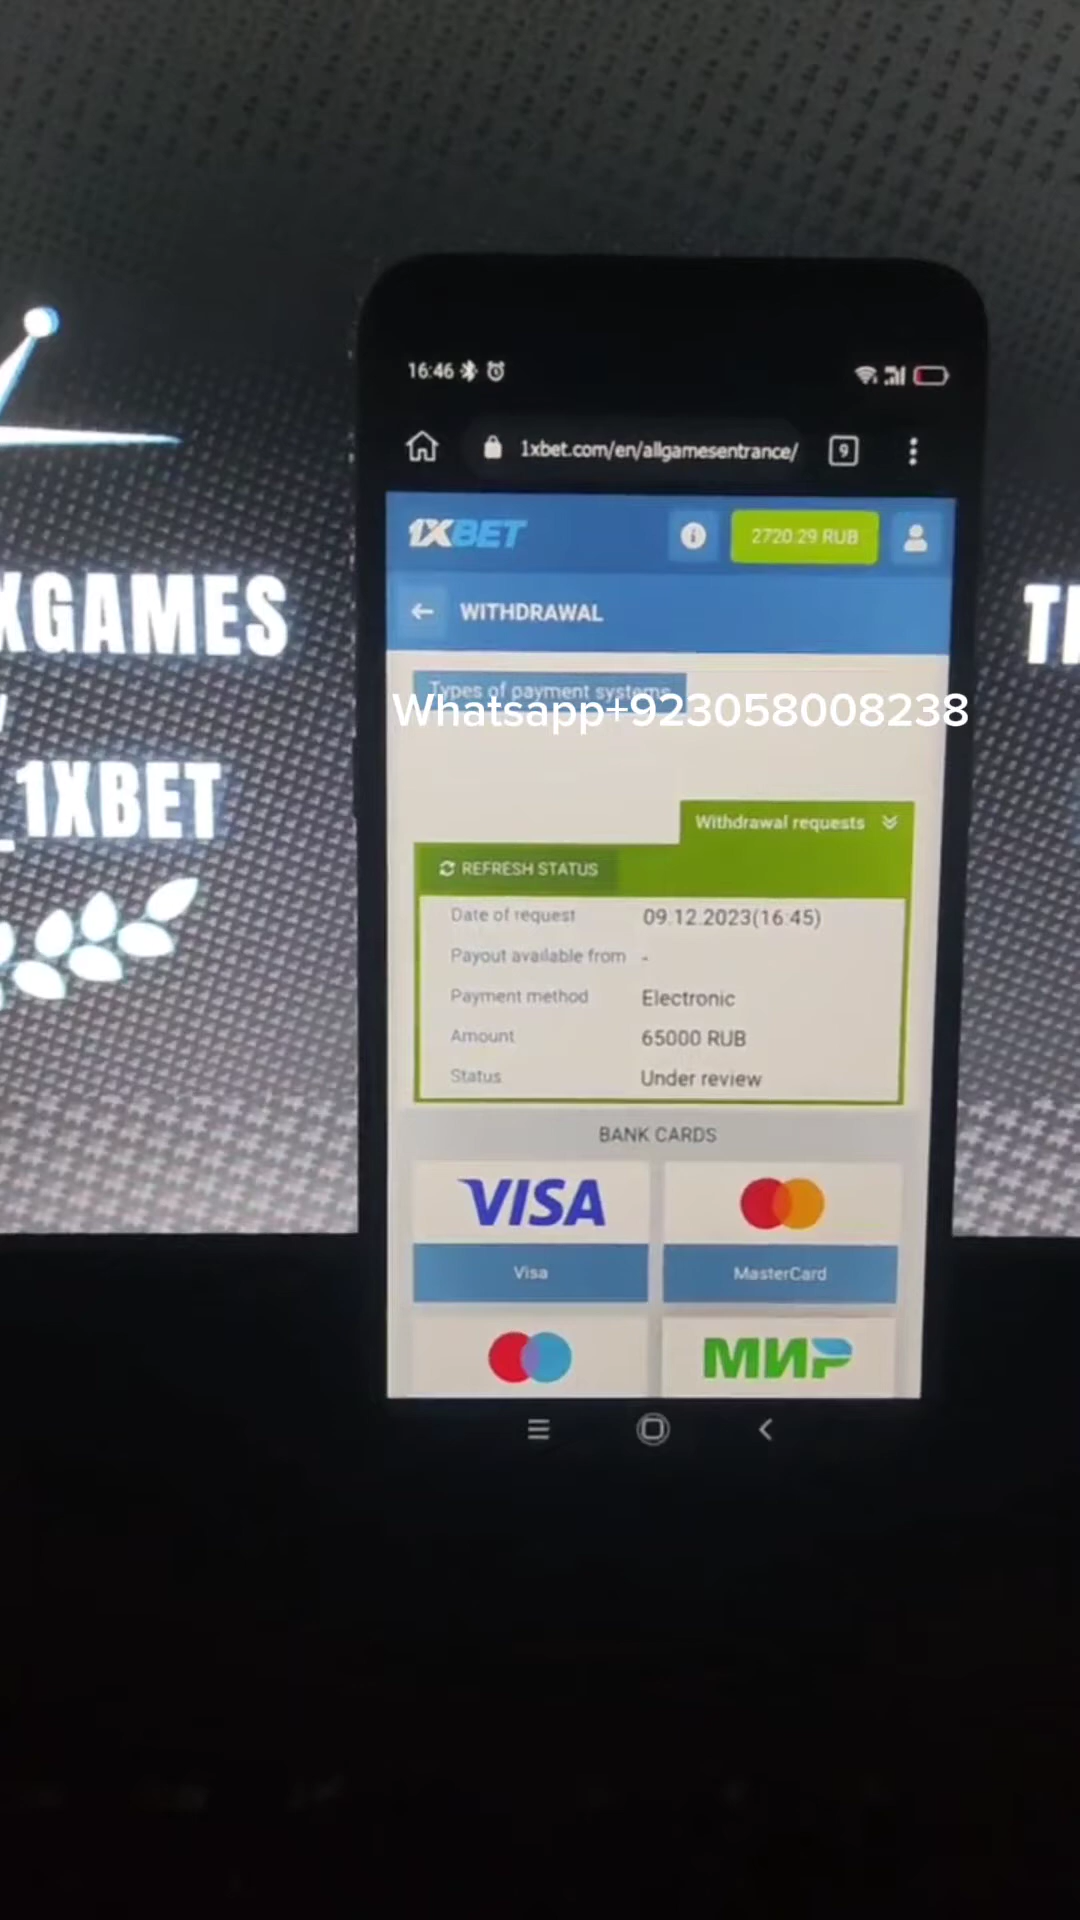 16:46
1xbet.com/en/allgamesentrance/
9
1XBET
2720.29 RUB
WITHDRAWAL
XGAMES
Types of payment systems
Whatsapp+923058008238
_1XBET
Withdrawal requests
REFRESH STATUS
Date of request 09.12.2023(16:45)
Payout available from -
Payment method Electronic
Amount 65000 RUB
Status Under review
BANK CARDS
VISA
Visa
MasterCard
МИР